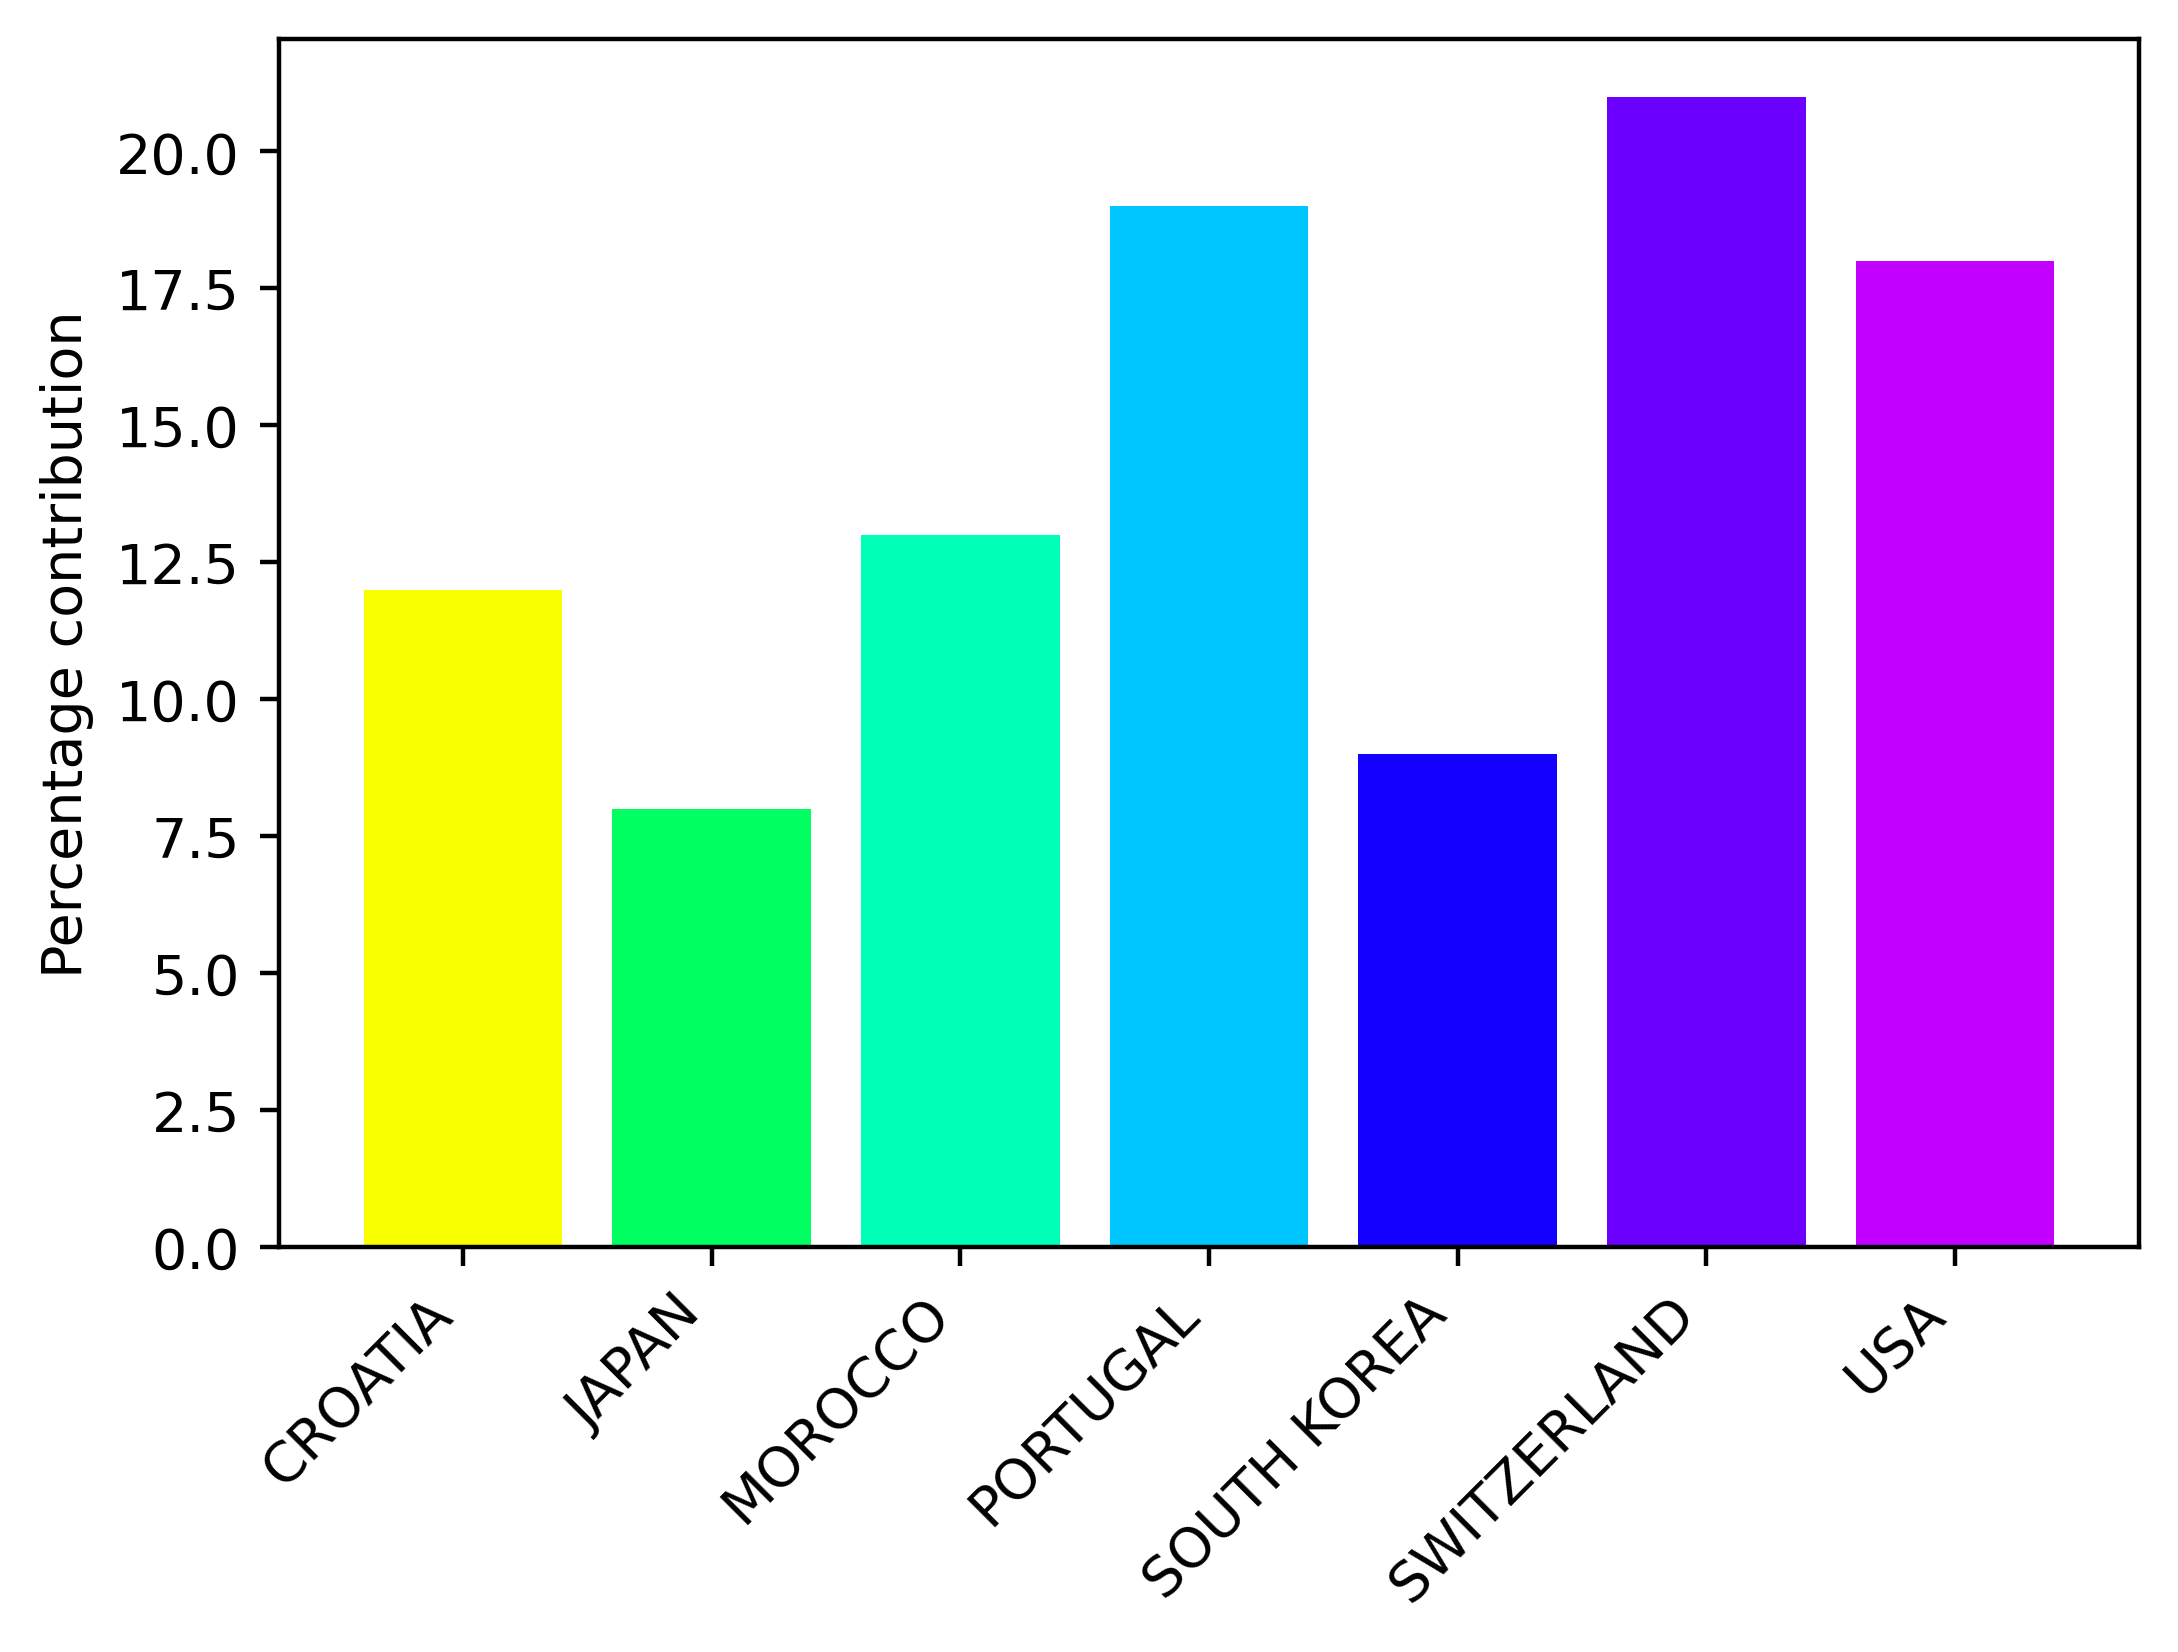 Percentage contribution
20.0
17.5
15.0
12.5
10.0
7.5
5.0
2.5
0.0
CROATIA
JAPAN
MOROCCO
PORTUGAL
SOUTH KOREA
SWITZERLAND
USA